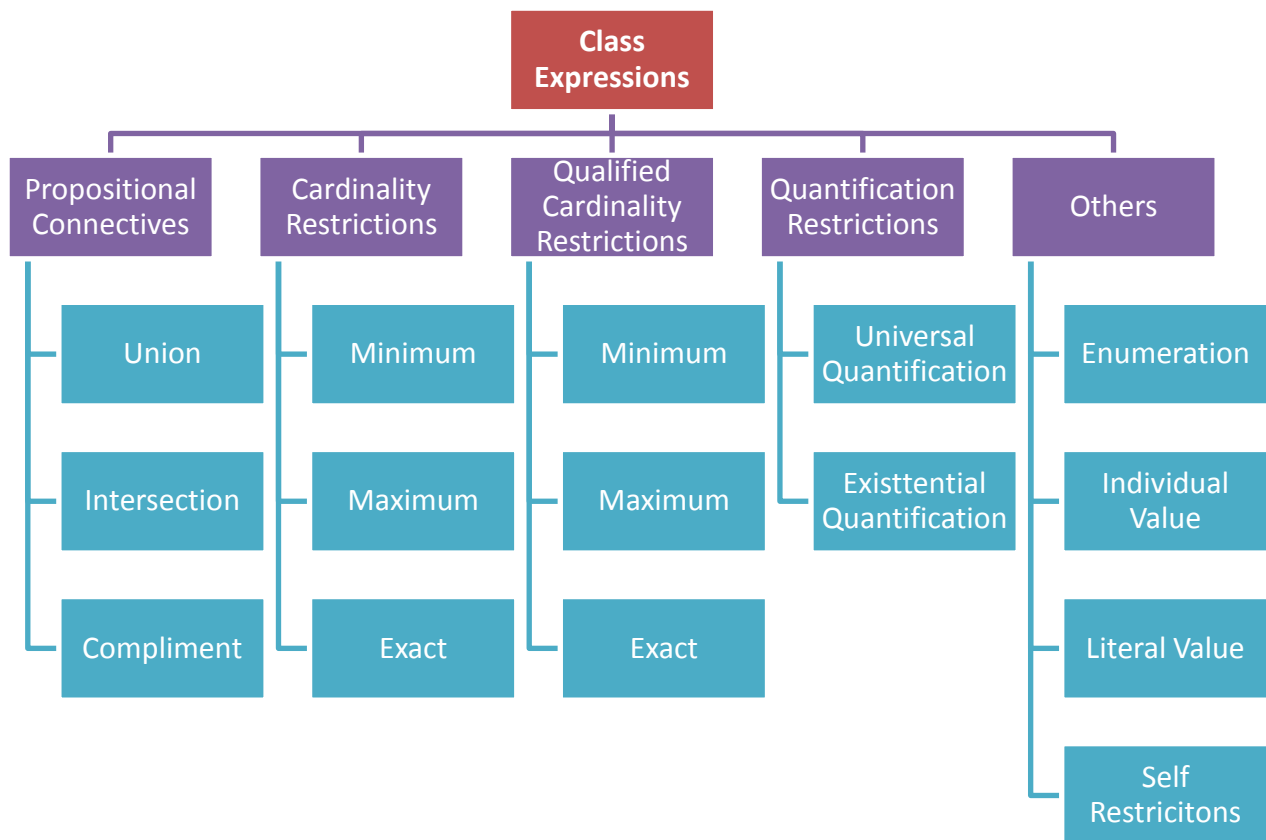 Class
Expressions
Propositional
Connectives
Cardinality
Restrictions
Qualified
Cardinality
Restrictions
Quantification
Restrictions
Others
Union
Intersection
Compliment
Minimum
Maximum
Exact
Minimum
Maximum
Exact
Universal
Quantification
Existtential
Quantification
Enumeration
Individual
Value
Literal Value
Self
Restricitons